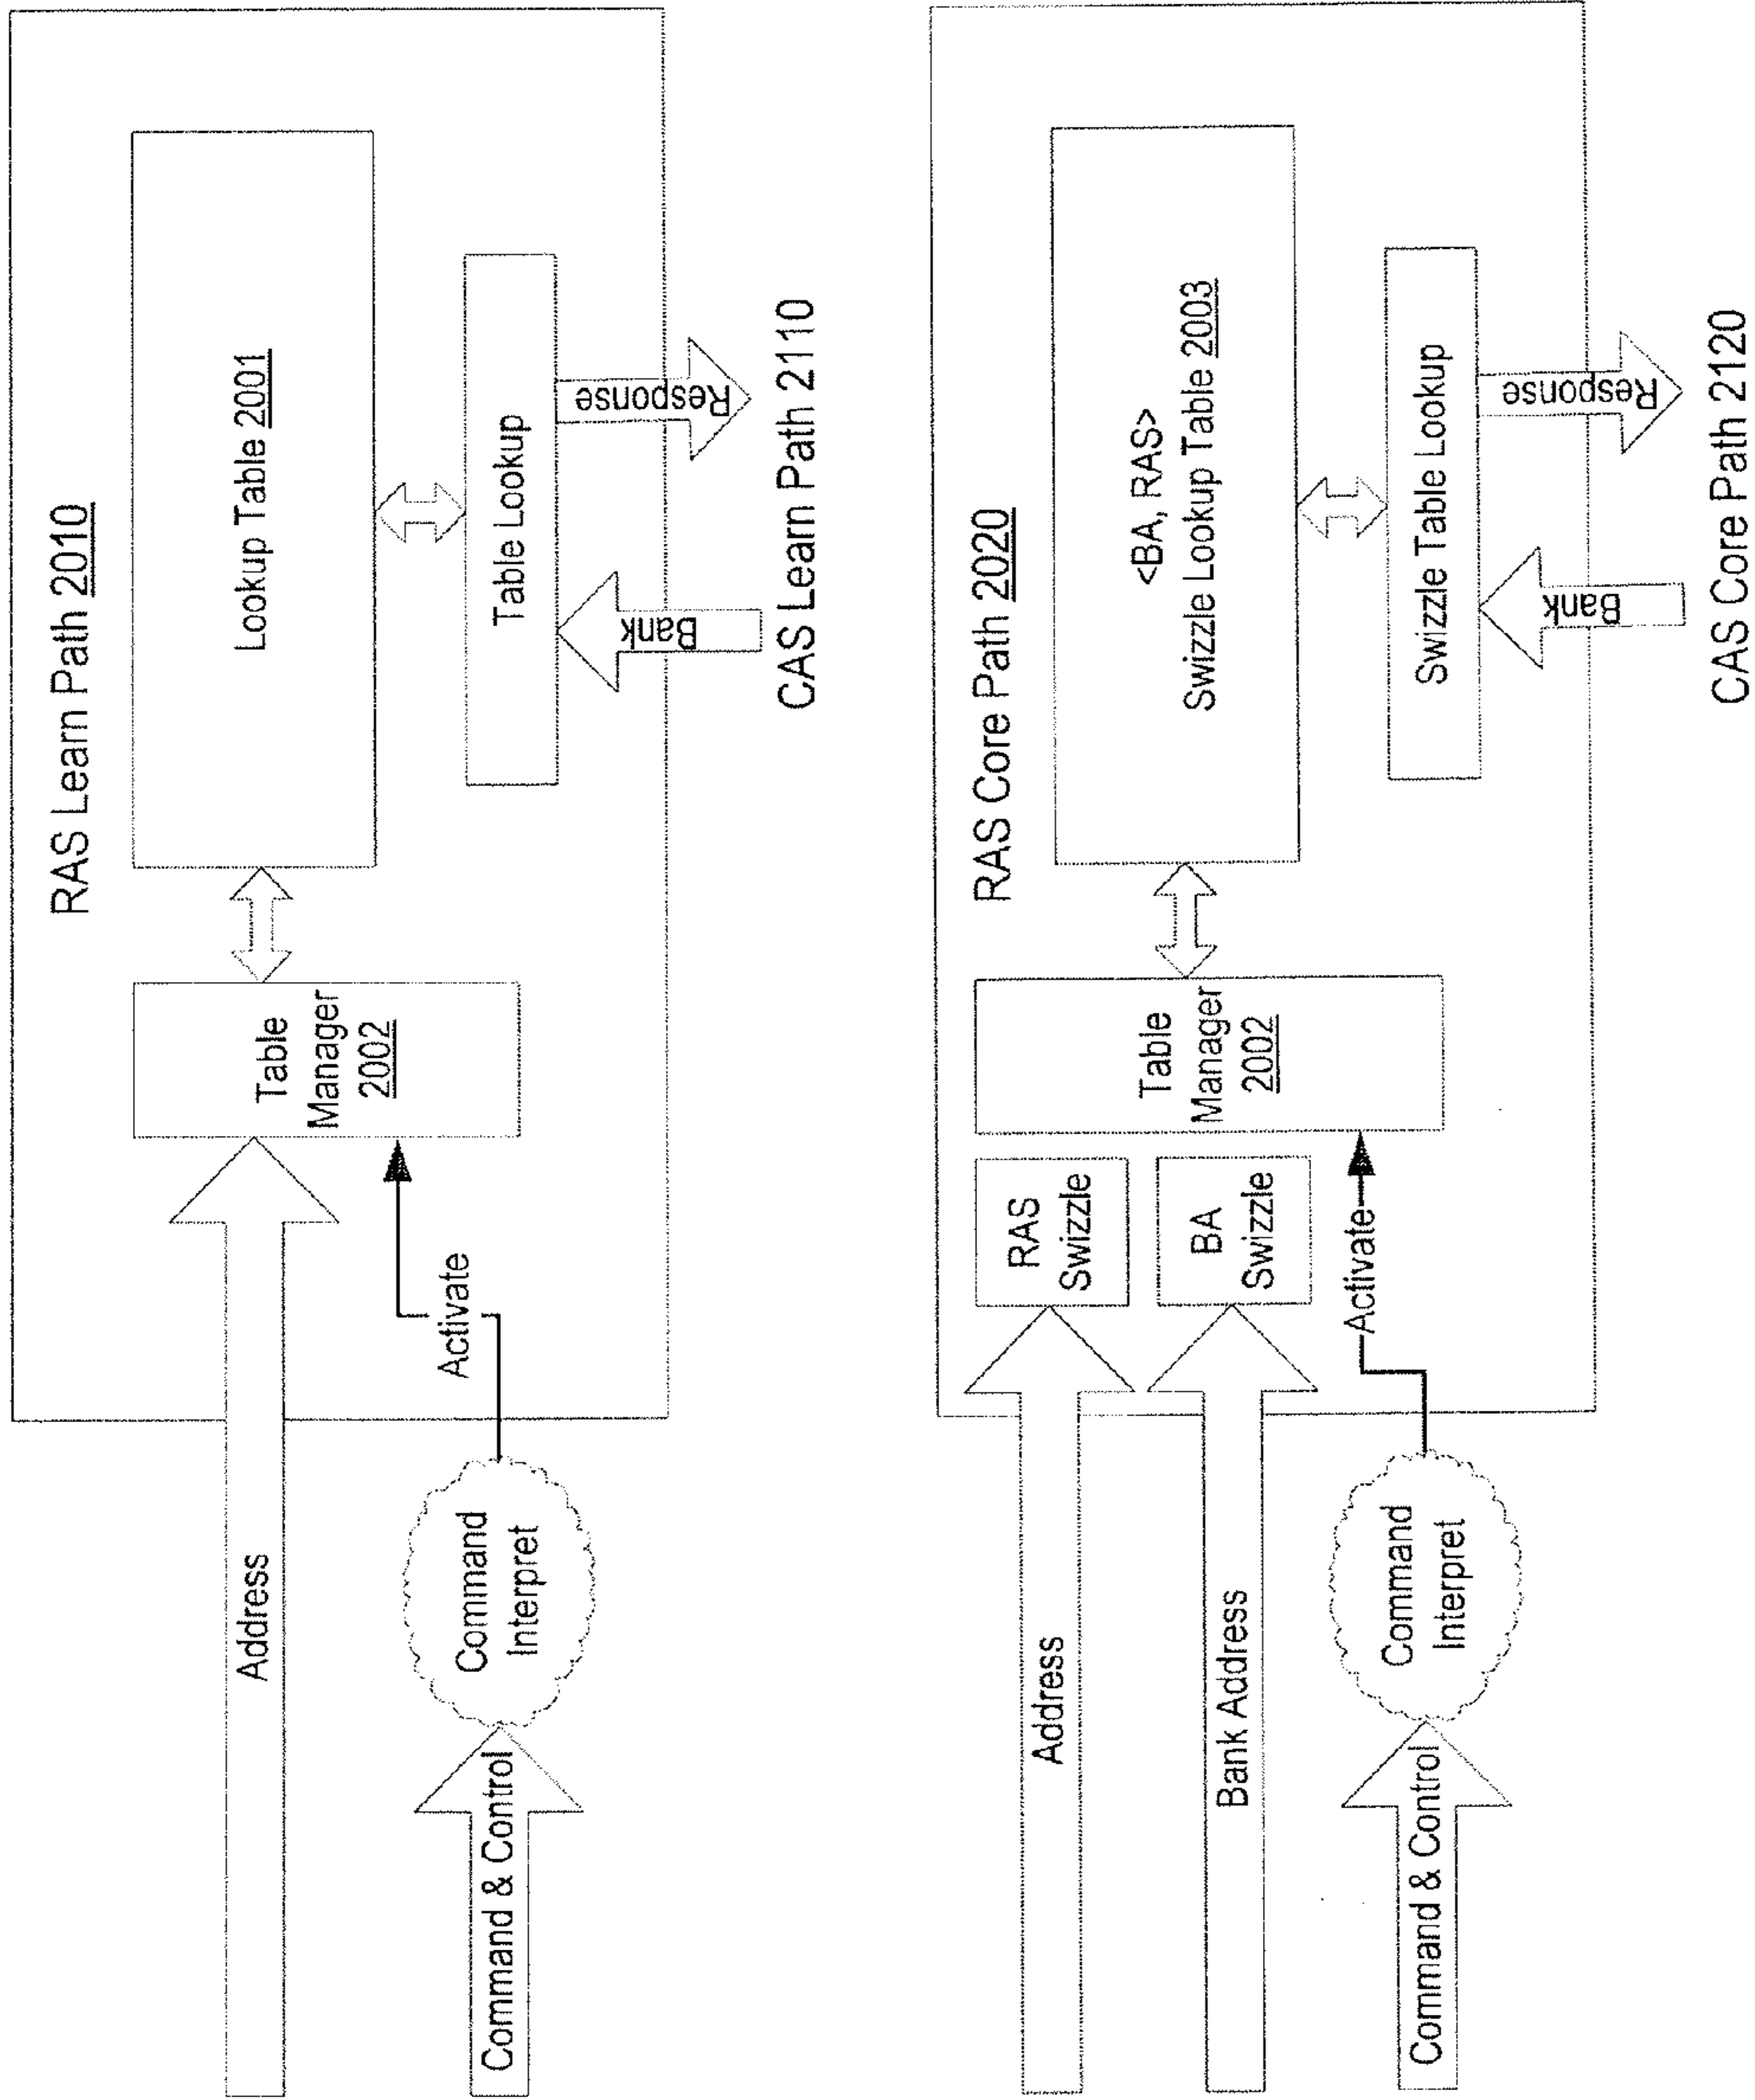 RAS Learn Path 2010
Lookup Table 2001
Table
Manager
2002
Address
Activate
Table Lookup
Command
Interpret
Command & Control
Bank
Response
CAS Learn Path 2110
RAS Core Path 2020
<BA, RAS>
Swizzle Lookup Table 2003
Table
Manager
2002
RAS
Swizzle
Address
BA
Swizzle
Bank Address
Activate
Swizzle Table Lookup
Command
Interpret
Command & Control
Bank
Response
CAS Core Path 2120